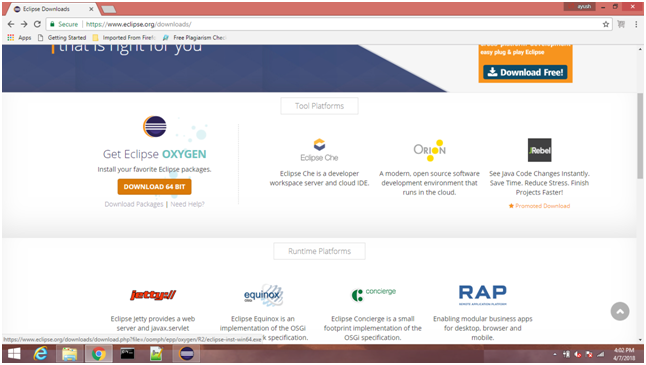 Eclipse Downloads
ayush
Secure | https://www.eclipse.org/downloads/
Apps Getting Started Imported From Firef Free Plagiarism Chec
that is right for you
easy pkg & play Eclipse
Download Free!
Tool Platforms
Get Eclipse OXYGEN
Install your favorite Eclipse packages.
DOWNLOAD 64 BIT
Download Packages | Need Help?
Eclipse Che
Eclipse Che is a developer
workspace server and cloud IDE.
ORION
A modern, open source software
development environment that
runs in the cloud.
JRebel
See Java Code Changes Instantly.
Save Time. Reduce Stress. Finish
Projects Faster!
Promoted Download
Runtime Platforms
jetty://
Eclipse Jetty provides a web
server and javax.servlet
equinox
OSGi
Eclipse Equinox is an
implementation of the OSGi
k specification.
concierge
Eclipse Concierge is a small
footprint implementation of the
OSGi specification.
RAP
Enabling modular business apps
for desktop, browser and
mobile.
https://www.eclipse.org/downloads/download.php?file=/oomph/epp/oxygen/R2/eclipse-inst-win64.exe
4:02 PM
4/7/2018